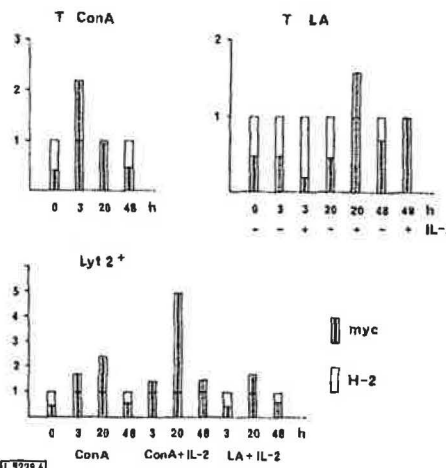 T ConA
3
2
1
0 3 20 48 h
T LA
2
1
0 3 3 20 20 48 48 h
- - + - + - + IL-
Lyt 2+
5
4
3
2
1
0 3 20 48 3 20 48 3 20 48 h
ConA ConA+IL-2 LA+IL-2
myc
H-2